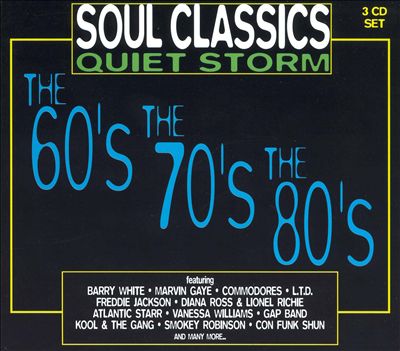 SOUL CLASSICS
3 CD
SET
QUIET STORM
THE
60'S
THE
70'S
THE
80'S
featuring
BARRY WHITE • MARVIN GAYE • COMMODORES • L.T.D.
FREDDIE JACKSON • DIANA ROSS & LIONEL RICHIE
ATLANTIC STARR • VANESSA WILLIAMS • GAP BAND
KOOL & THE GANG • SMOKEY ROBINSON • CON FUNK SHUN
AND MANY MORE..